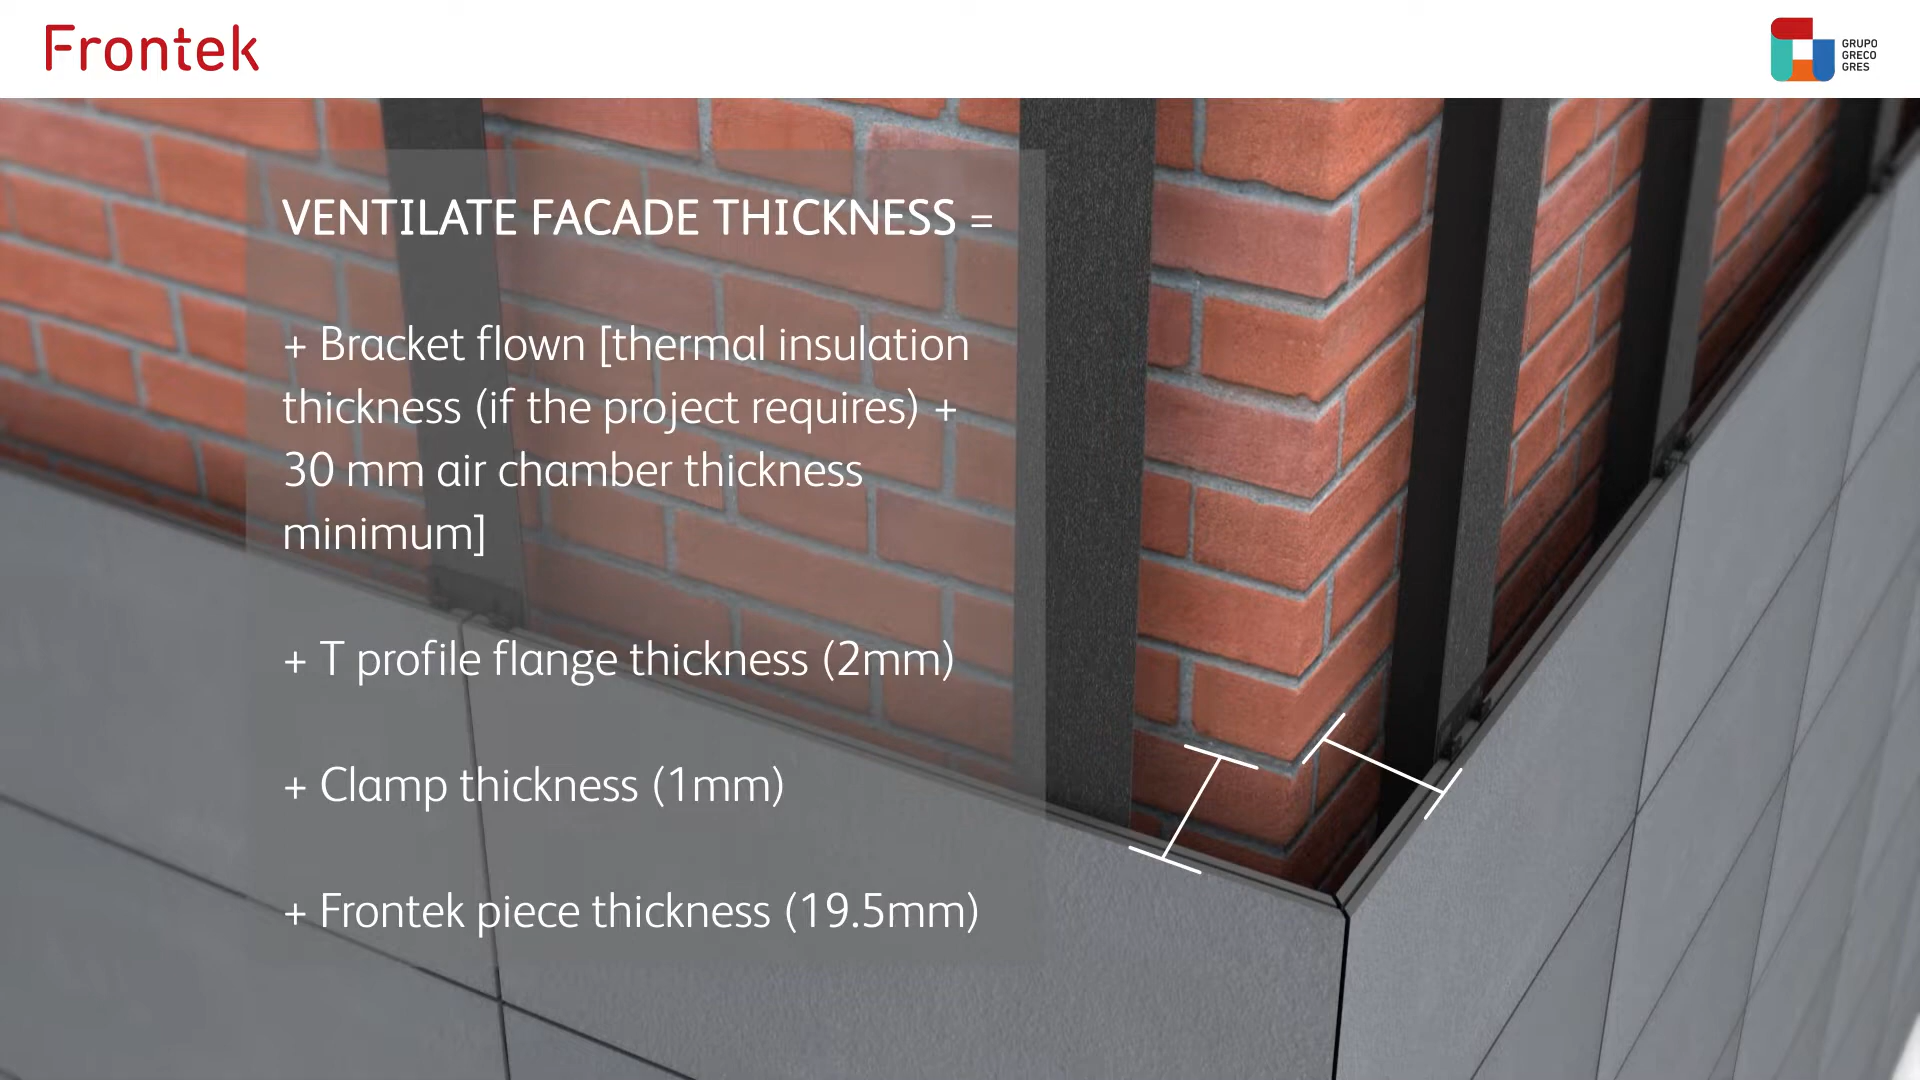 Frontek
GRUPO
GRECO
GRES
VENTILATE FACADE THICKNESS =
+ Bracket flown [thermal insulation
thickness (if the project requires) +
30 mm air chamber thickness
minimum]
+ T profile flange thickness (2mm)
+ Clamp thickness (1mm)
+ Frontek piece thickness (19.5mm)